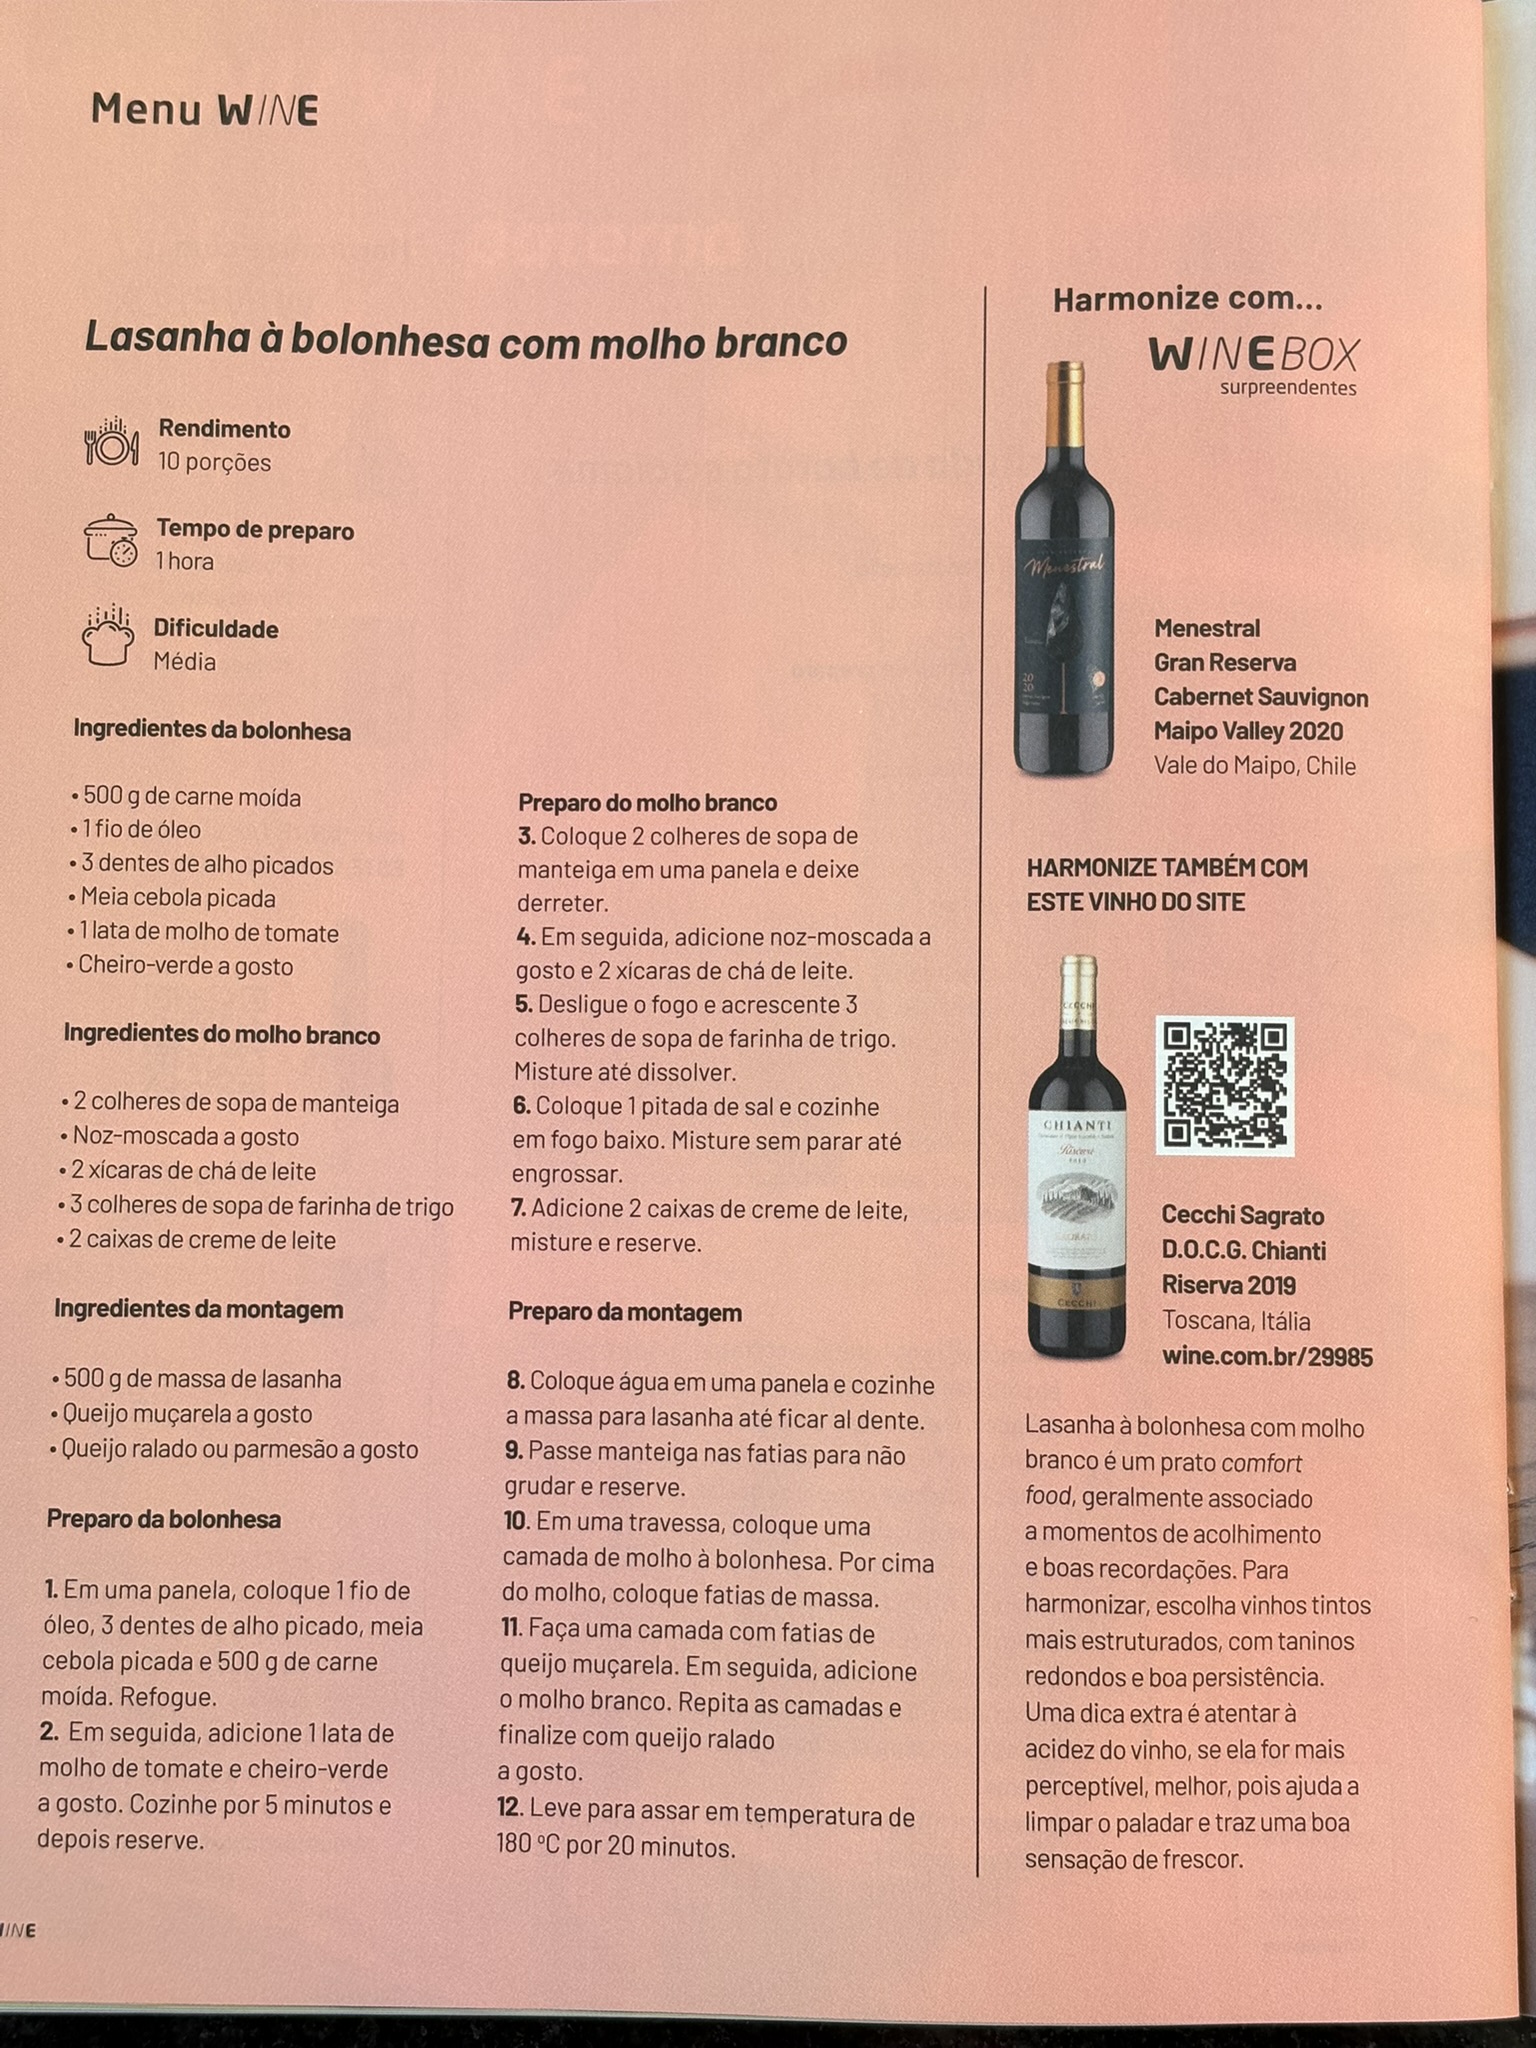 Menu WINE
Lasanha à bolonhesa com molho branco
Rendimento
10 porções
Tempo de preparo
1 hora
Dificuldade
Média
Ingredientes da bolonhesa
• 500 g de carne moída
• 1 fio de óleo
• 3 dentes de alho picados
• Meia cebola picada
• 1 lata de molho de tomate
• Cheiro-verde a gosto
Ingredientes do molho branco
• 2 colheres de sopa de manteiga
• Noz-moscada a gosto
• 2 xícaras de chá de leite
• 3 colheres de sopa de farinha de trigo
• 2 caixas de creme de leite
Ingredientes da montagem
• 500 g de massa de lasanha
• Queijo muçarela a gosto
• Queijo ralado ou parmesão a gosto
Preparo da bolonhesa
1. Em uma panela, coloque 1 fio de
óleo, 3 dentes de alho picado, meia
cebola picada e 500 g de carne
moída. Refogue.
2. Em seguida, adicione 1 lata de
molho de tomate e cheiro-verde
a gosto. Cozinhe por 5 minutos e
depois reserve.
Preparo do molho branco
3. Coloque 2 colheres de sopa de
manteiga em uma panela e deixe
derreter.
4. Em seguida, adicione noz-moscada a
gosto e 2 xícaras de chá de leite.
5. Desligue o fogo e acrescente 3
colheres de sopa de farinha de trigo.
Misture até dissolver.
6. Coloque 1 pitada de sal e cozinhe
em fogo baixo. Misture sem parar até
engrossar.
7. Adicione 2 caixas de creme de leite,
misture e reserve.
Preparo da montagem
8. Coloque água em uma panela e cozinhe
a massa para lasanha até ficar al dente.
9. Passe manteiga nas fatias para não
grudar e reserve.
10. Em uma travessa, coloque uma
camada de molho à bolonhesa. Por cima
do molho, coloque fatias de massa.
11. Faça uma camada com fatias de
queijo muçarela. Em seguida, adicione
o molho branco. Repita as camadas e
finalize com queijo ralado
a gosto.
12. Leve para assar em temperatura de
180 ºC por 20 minutos.
Harmonize com...
WINEBOX
surpreendentes
Menestral
20
20
Menestral
Gran Reserva
Cabernet Sauvignon
Maipo Valley 2020
Vale do Maipo, Chile
HARMONIZE TAMBÉM COM
ESTE VINHO DO SITE
CECCHI
CHIANTI
Riserva
CECCHI
Cecchi Sagrato
D.O.C.G. Chianti
Riserva 2019
Toscana, Itália
wine.com.br/29985
Lasanha à bolonhesa com molho
branco é um prato comfort
food, geralmente associado
a momentos de acolhimento
e boas recordações. Para
harmonizar, escolha vinhos tintos
mais estruturados, com taninos
redondos e boa persistência.
Uma dica extra é atentar à
acidez do vinho, se ela for mais
perceptível, melhor, pois ajuda a
limpar o paladar e traz uma boa
sensação de frescor.
WINE